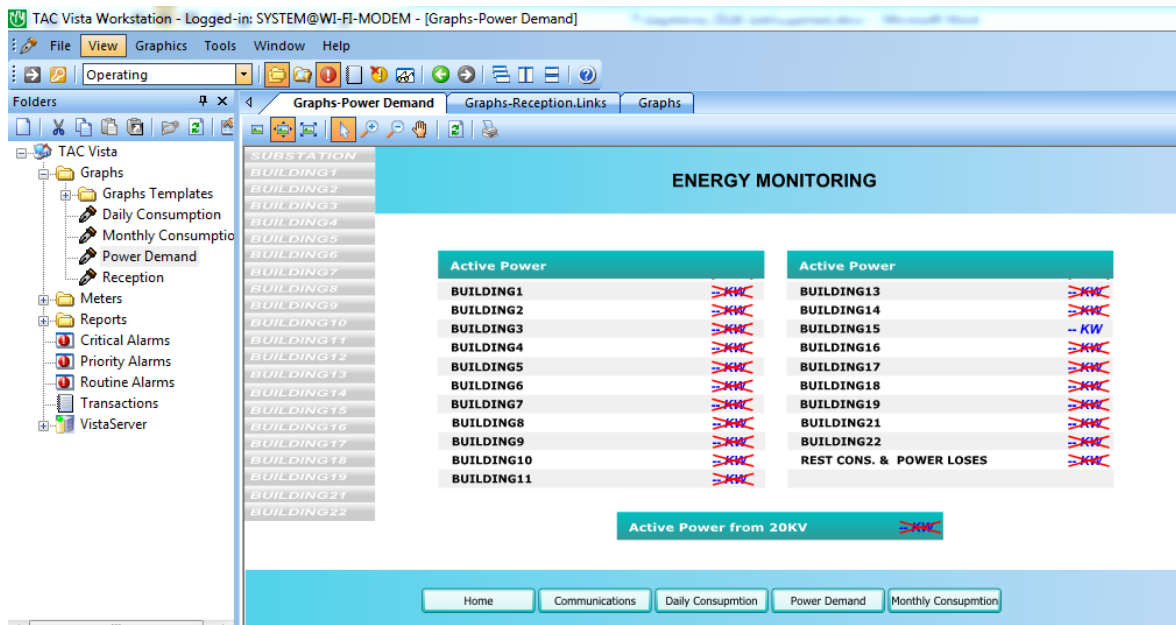 TAC Vista Workstation - Logged-in: SYSTEM@WI-FI-MODEM - [Graphs-Power Demand]
File View Graphics Tools Window Help
Operating
Folders
Graphs-Power Demand Graphs-Reception.Links Graphs
TAC Vista
Graphs
Graphs Templates
Daily Consumption
Monthly Consumptio
Power Demand
Reception
Meters
Reports
Critical Alarms
Priority Alarms
Routine Alarms
Transactions
VistaServer
SUBSTATION
BUILDING1
BUILDING2
BUILDING3
BUILDING4
BUILDING5
BUILDING6
BUILDING7
BUILDING8
BUILDING9
BUILDING10
BUILDING11
BUILDING12
BUILDING13
BUILDING14
BUILDING15
BUILDING16
BUILDING17
BUILDING18
BUILDING19
BUILDING21
BUILDING22
ENERGY MONITORING
Active Power
BUILDING1 -- KW
BUILDING2 -- KW
BUILDING3 -- KW
BUILDING4 -- KW
BUILDING5 -- KW
BUILDING6 -- KW
BUILDING7 -- KW
BUILDING8 -- KW
BUILDING9 -- KW
BUILDING10 -- KW
BUILDING11 -- KW
Active Power
BUILDING13 -- KW
BUILDING14 -- KW
BUILDING15 -- KW
BUILDING16 -- KW
BUILDING17 -- KW
BUILDING18 -- KW
BUILDING19 -- KW
BUILDING21 -- KW
BUILDING22 -- KW
REST CONS. & POWER LOSES -- KW
Active Power from 20KV -- KW
Home Communications Daily Consupmtion Power Demand Monthly Consupmtion